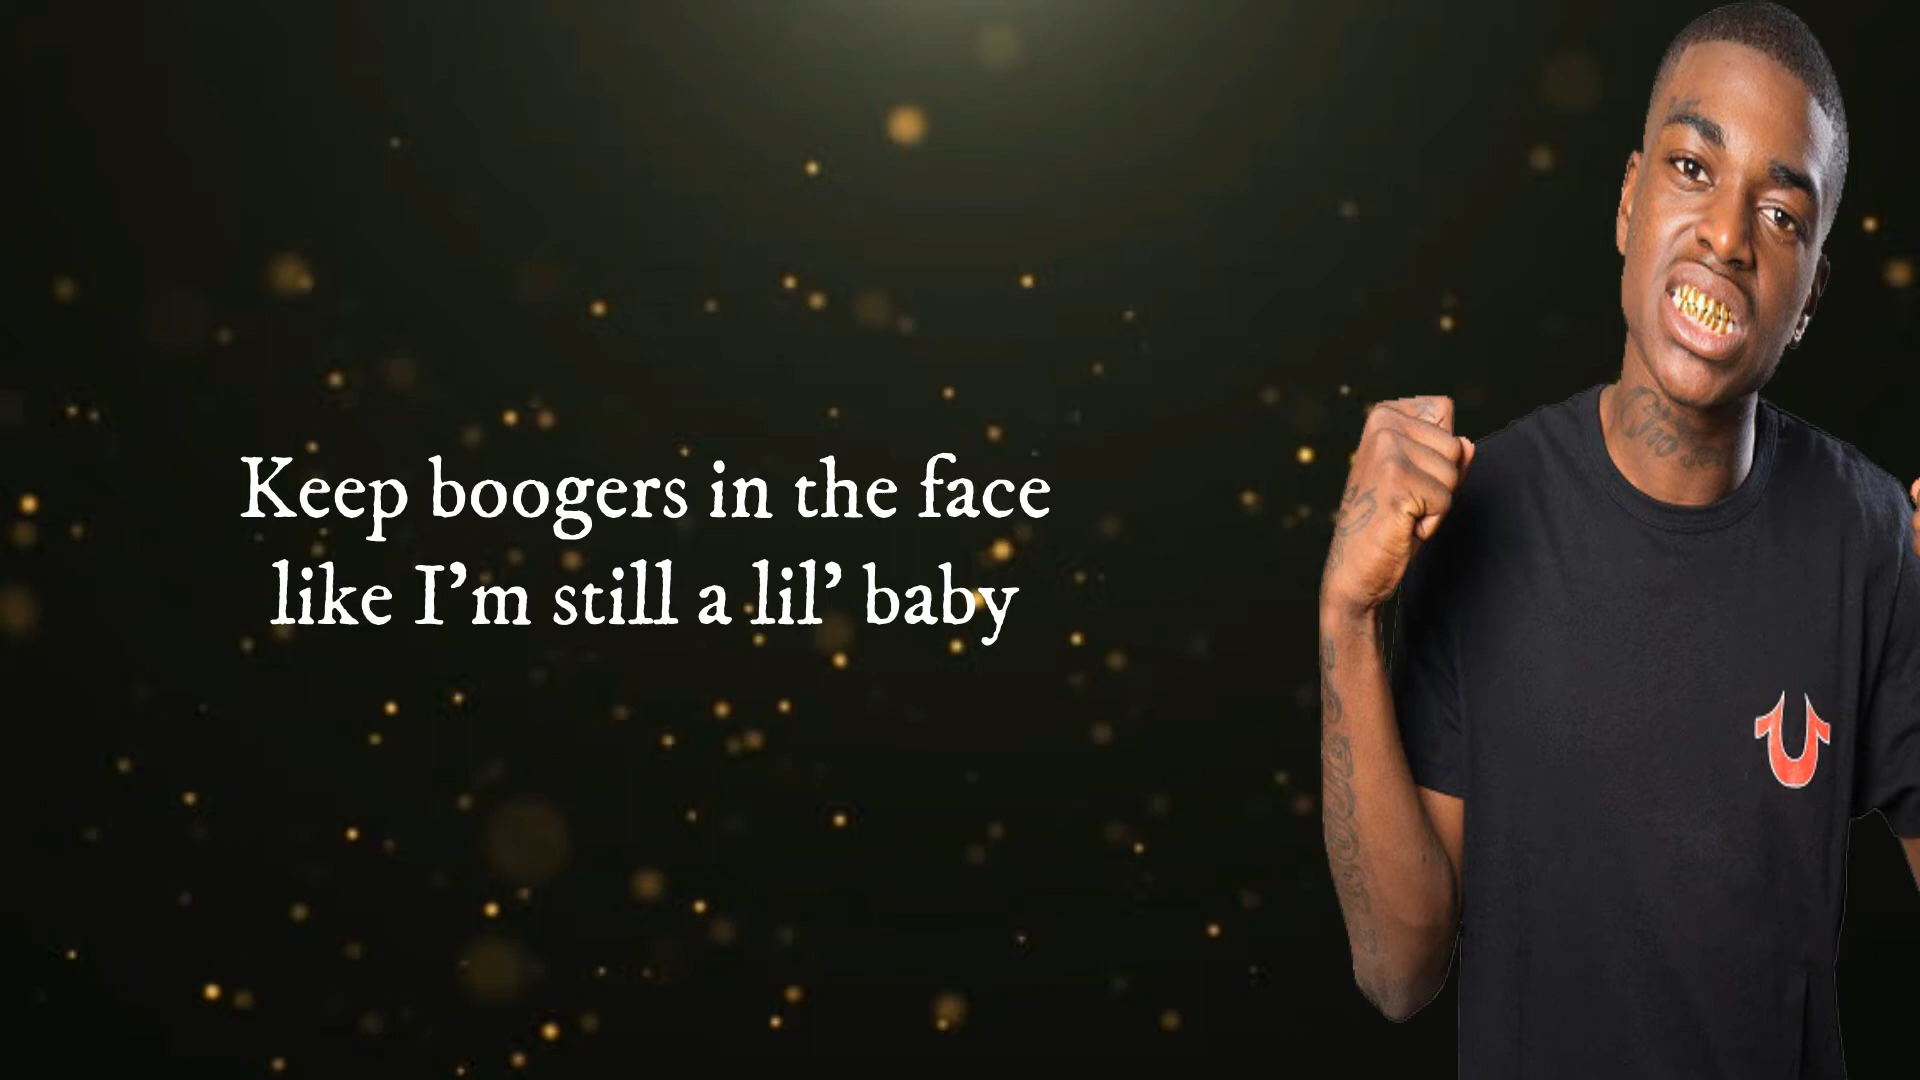 Keep boogers in the face
like I’m still a lil’ baby